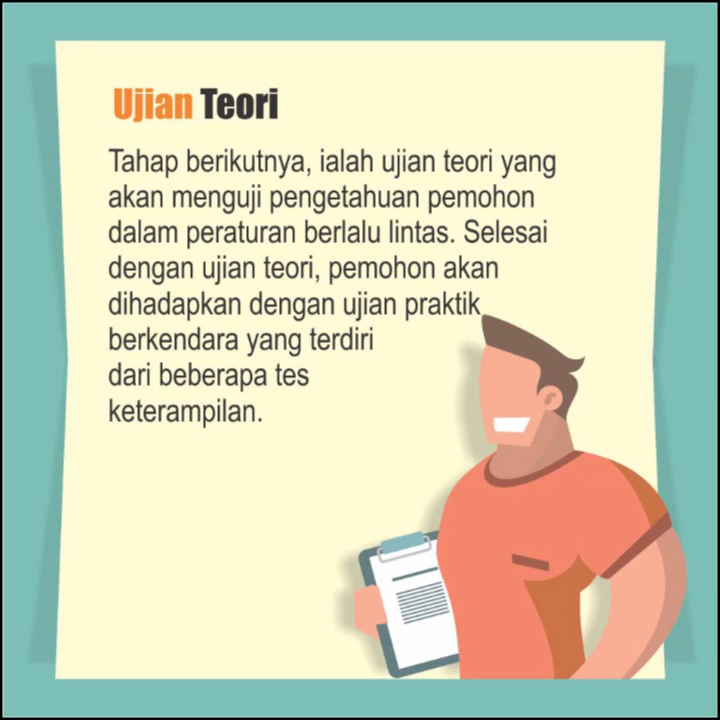 Ujian Teori
Tahap berikutnya, ialah ujian teori yang
akan menguji pengetahuan pemohon
dalam peraturan berlalu lintas. Selesai
dengan ujian teori, pemohon akan
dihadapkan dengan ujian praktik
berkendara yang terdiri
dari beberapa tes
keterampilan.